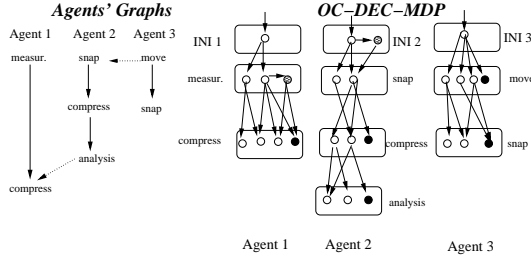 Agents' Graphs
OC-DEC-MDP
Agent 1 Agent 2 Agent 3
measur. snap move
compress snap
analysis
compress
INI 1 INI 2 INI 3
measur. snap move
compress compress snap
analysis
Agent 1 Agent 2 Agent 3